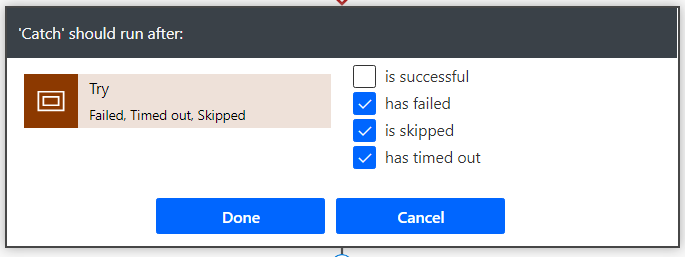 'Catch' should run after:
Try
Failed, Timed out, Skipped
is successful
has failed
is skipped
has timed out
Done
Cancel